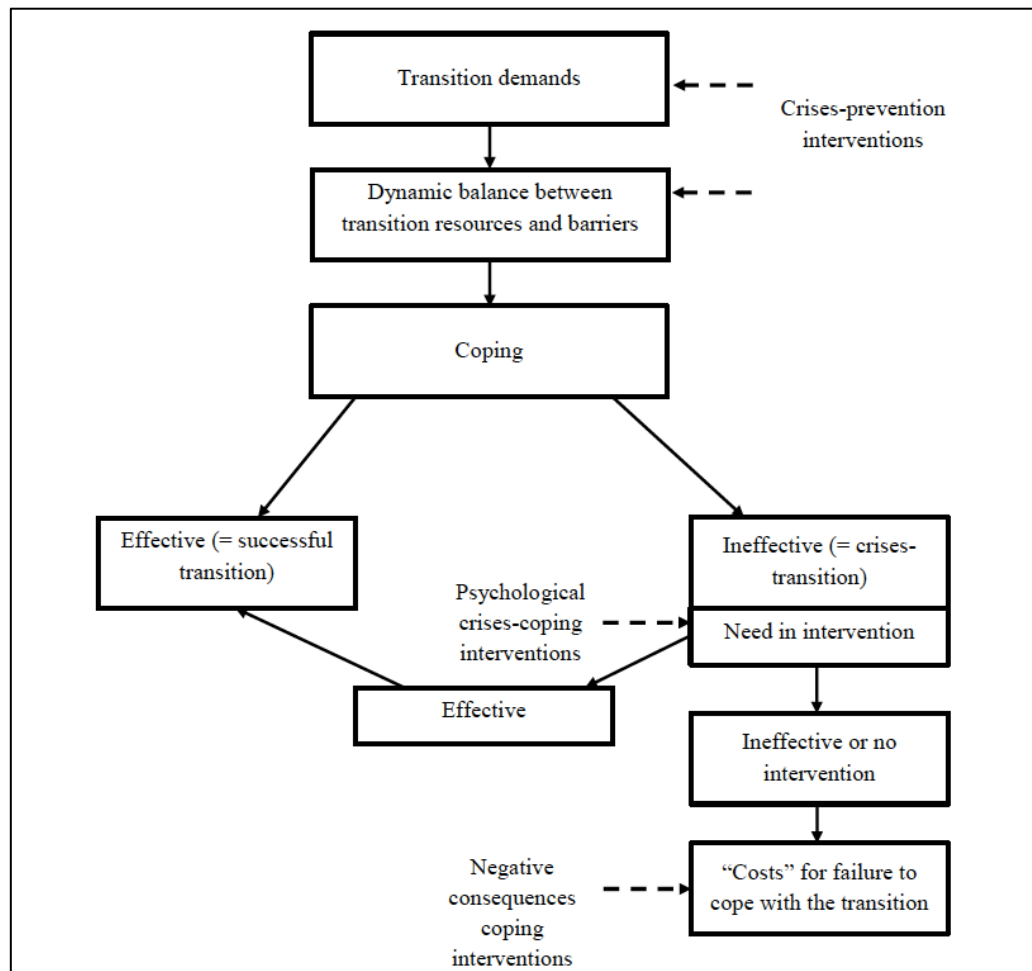 Transition demands
Crises-prevention
interventions
Dynamic balance between
transition resources and barriers
Coping
Effective (= successful
transition)
Ineffective (= crises-
transition)
Psychological
crises-coping
interventions
Need in intervention
Effective
Ineffective or no
intervention
Negative
consequences
coping
interventions
“Costs” for failure to
cope with the transition